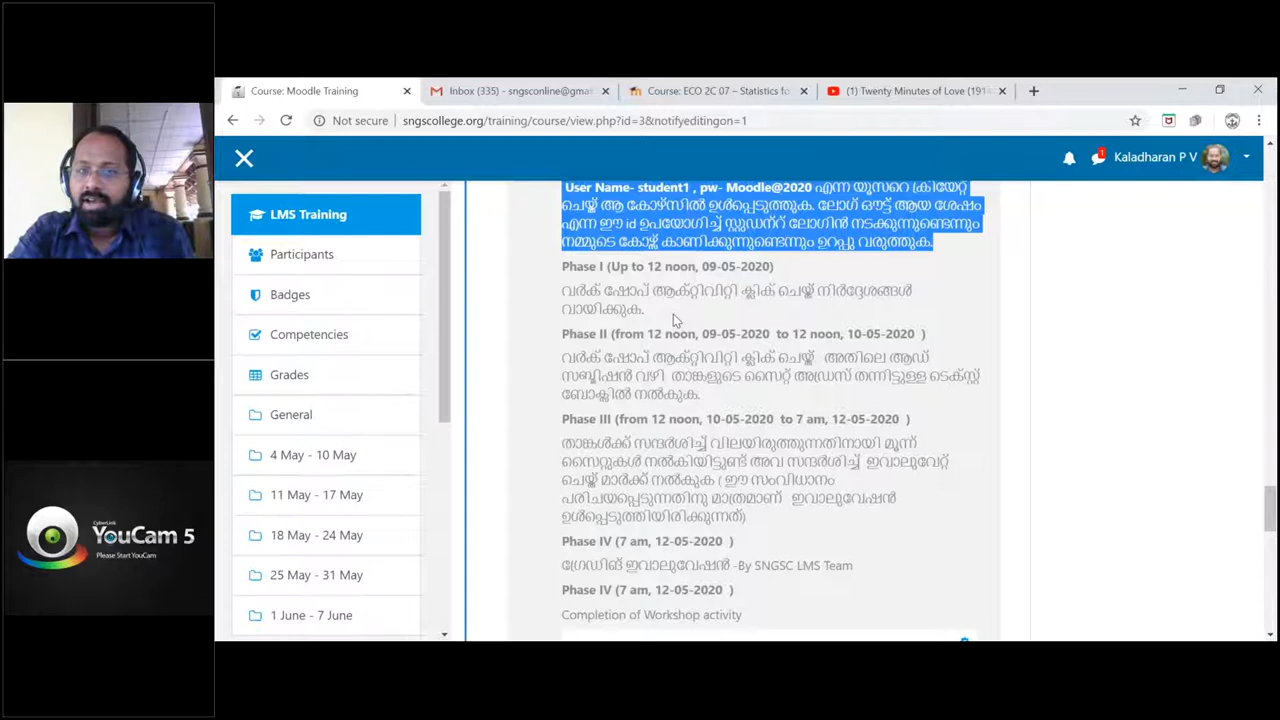 Course: Moodle Training
Inbox (335) - sngsconline@gmai
Course: ECO 2C 07 – Statistics fo
(1) Twenty Minutes of Love (191
Not secure
sngscollege.org/training/course/view.php?id=3&notifyeditingon=1
1
Kaladharan P V
LMS Training
Participants
Badges
Competencies
Grades
General
4 May - 10 May
11 May - 17 May
18 May - 24 May
25 May - 31 May
1 June - 7 June
User Name- student1 , pw- Moodle@2020 എന്ന യൂസറെ ക്രിയേറ്റ്
ചെയ്ത് ആ കോഴ്സിൽ ഉൾപ്പെടുത്തുക. ലോഗ് ഔട്ട് ആയ ശേഷം
എന്ന ഈ id ഉപയോഗിച്ച് സ്റ്റുഡന്റ് ലോഗിൻ നടക്കുന്നുണ്ടെന്നും
നമ്മുടെ കോഴ്സ് കാണിക്കുന്നുണ്ടെന്നും ഉറപ്പു വരുത്തുക.
Phase I (Up to 12 noon, 09-05-2020)
വർക് ഷോപ് ആക്റ്റിവിറ്റി ക്ലിക് ചെയ്ത് നിർദ്ദേശങ്ങൾ
വായിക്കുക.
Phase II (from 12 noon, 09-05-2020 to 12 noon, 10-05-2020 )
വർക് ഷോപ് ആക്റ്റിവിറ്റി ക്ലിക് ചെയ്ത് അതിലെ ആഡ്
സബ്മിഷൻ വഴി താങ്കളുടെ സൈറ്റ് അഡ്രസ് തന്നിട്ടുള്ള ടെക്സ്റ്റ്
ബോക്സിൽ നൽകുക.
Phase III (from 12 noon, 10-05-2020 to 7 am, 12-05-2020 )
താങ്കൾക്ക് സന്ദർശിച്ച് വിലയിരുത്തുന്നതിനായി മൂന്ന്
സൈറ്റുകൾ നൽകിയിട്ടുണ്ട് അവ സന്ദർശിച്ച് ഇവാലുവേറ്റ്
ചെയ്ത് മാർക്ക് നൽകുക ( ഈ സംവിധാനം
പരിചയപ്പെടുന്നതിനു മാത്രമാണ് ഇവാലുവേഷൻ
ഉൾപ്പെടുത്തിയിരിക്കുന്നത്)
Phase IV (7 am, 12-05-2020 )
ഗ്രേഡിങ് ഇവാലുവേഷൻ -By SNGSC LMS Team
Phase IV (7 am, 12-05-2020 )
Completion of Workshop activity
CyberLink
YouCam 5
Please Start YouCam